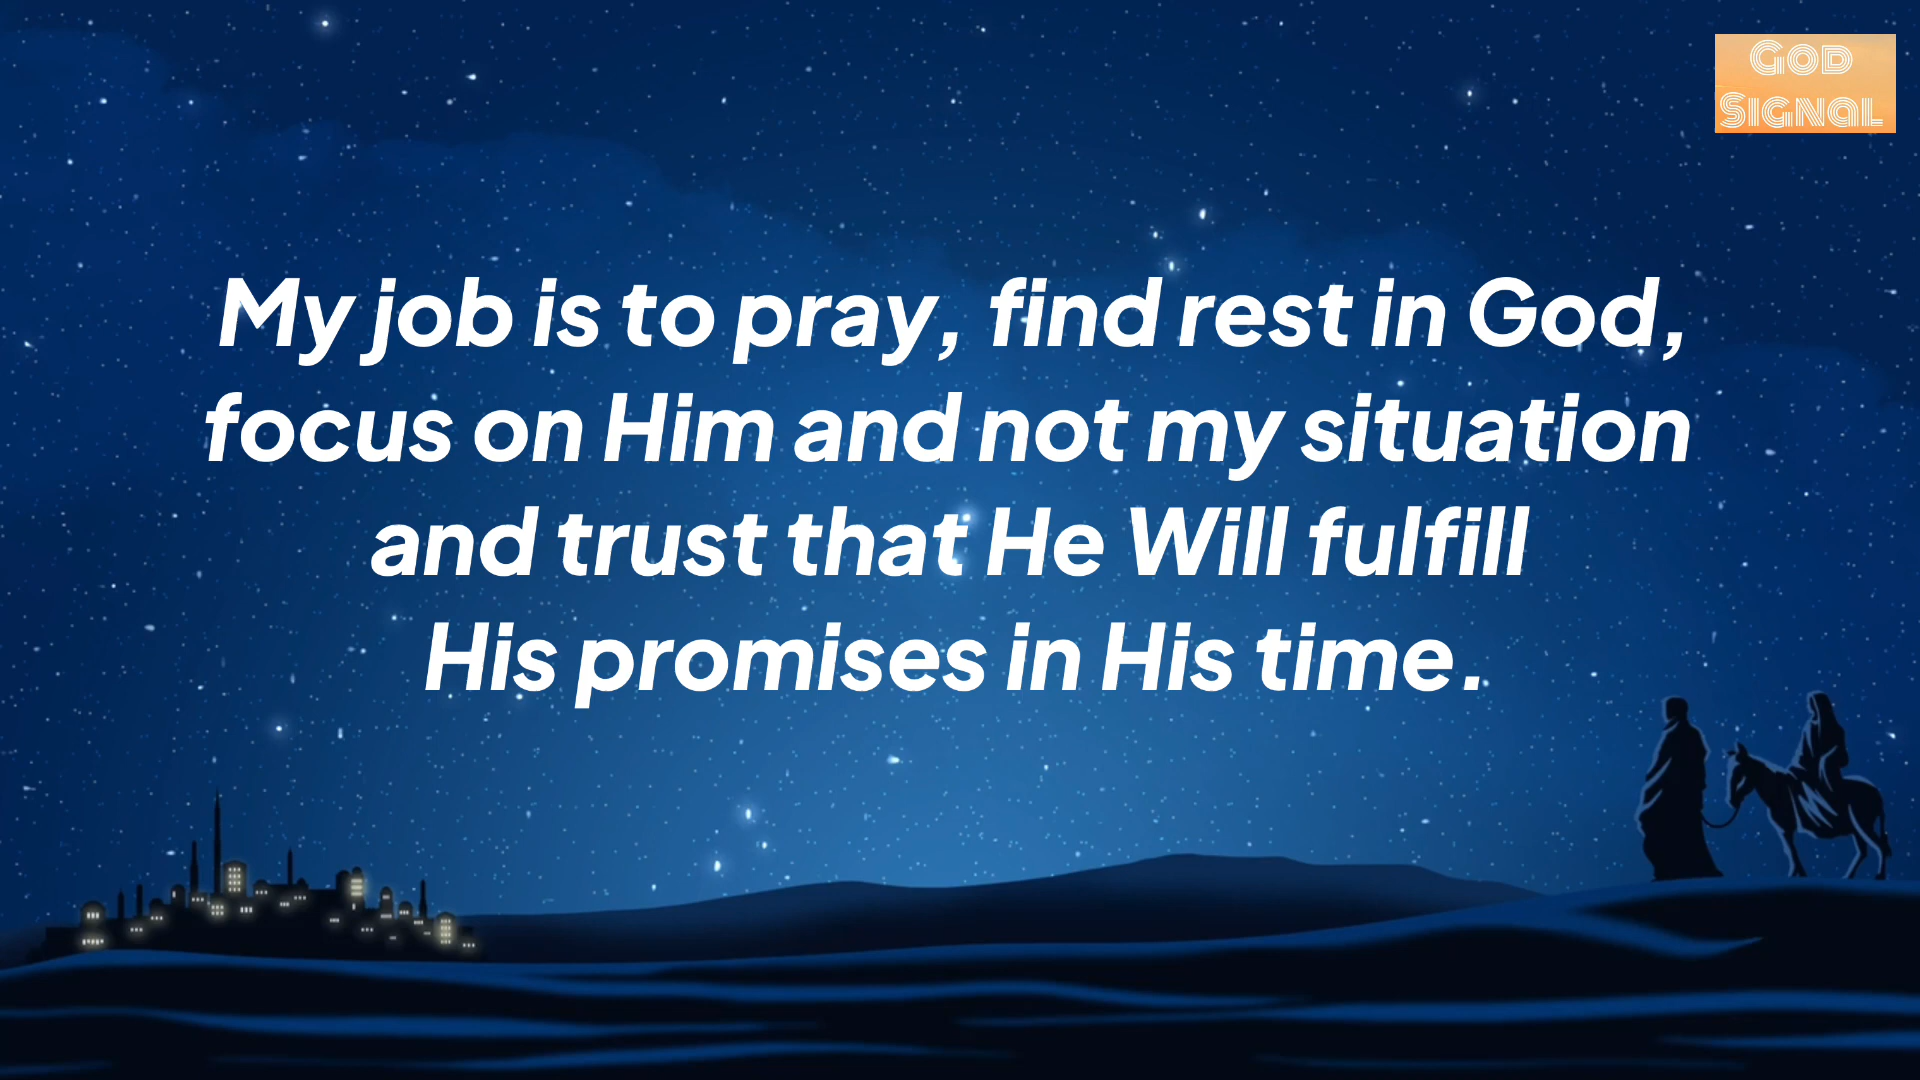 God
Signal
My job is to pray, find rest in God,
focus on Him and not my situation
and trust that He Will fulfill
His promises in His time.